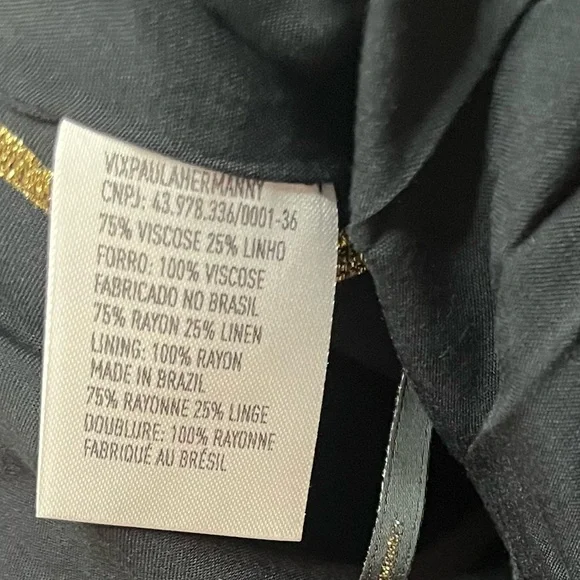 VIXPAULAHERMANNY
CNPJ: 43.978.336/0001-36
75% VISCOSE 25% LINHO
FORRO: 100% VISCOSE
FABRICADO NO BRASIL
75% RAYON 25% LINEN
LINING: 100% RAYON
MADE IN BRAZIL
75% RAYONNE 25% LINGE
DOUBLURE: 100% RAYONNE
FABRIQUÉ AU BRÉSIL